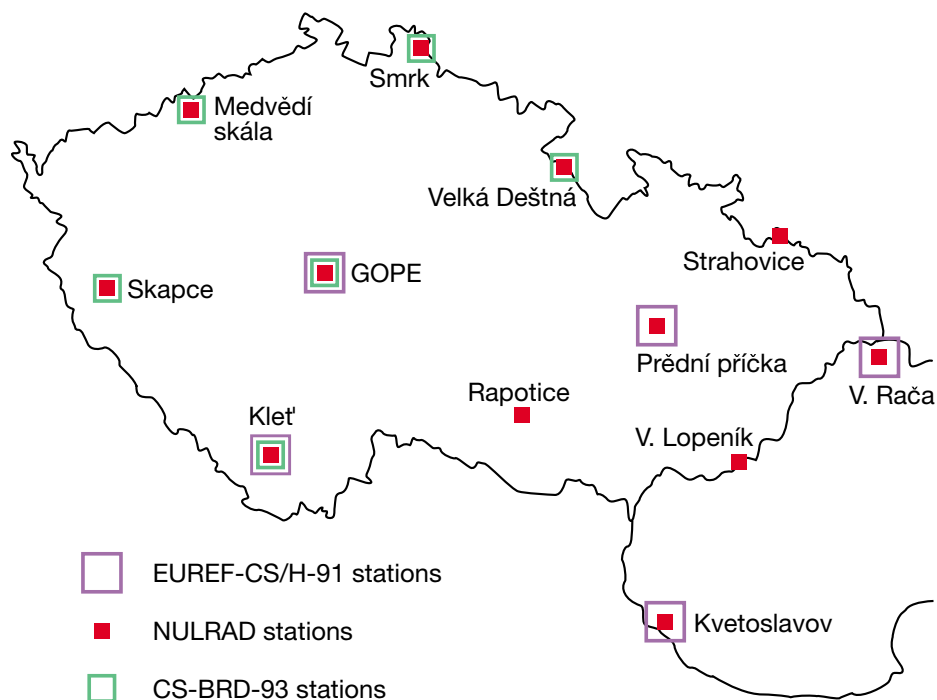 Smrk
Medvědí
skála
Velká Deštná
Strahovice
GOPE
Skapce
Prědní příčka
V. Rača
Rapotice
Kleť
V. Lopeník
EUREF-CS/H-91 stations
NULRAD stations
Kvetoslavov
CS-BRD-93 stations